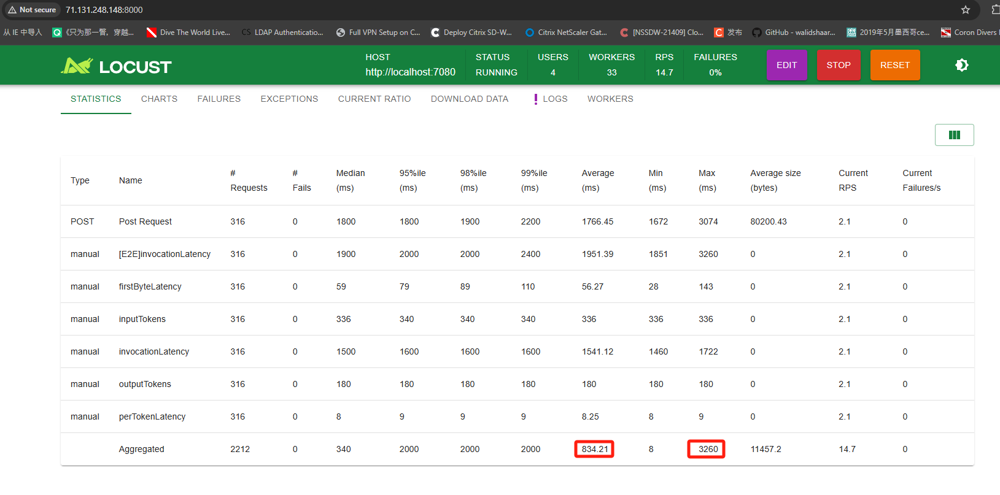 Not secure 71.131.248.148:8000
从 IE 中导入 《只为那一瞥，穿越... Dive The World Live... CS LDAP Authenticatio... Full VPN Setup on C... Deploy Citrix SD-W... Citrix NetScaler Gat... [NSSDW-21409] Clo... 发布 GitHub - walidshaar... 2019年5月墨西哥ce... Coron Divers
LOCUST
HOST
http://localhost:7080
STATUS
RUNNING
USERS
4
WORKERS
33
RPS
14.7
FAILURES
0%
EDIT
STOP
RESET
STATISTICS CHARTS FAILURES EXCEPTIONS CURRENT RATIO DOWNLOAD DATA LOGS WORKERS
Type Name # Requests # Fails Median (ms) 95%ile (ms) 98%ile (ms) 99%ile (ms) Average (ms) Min (ms) Max (ms) Average size (bytes) Current RPS Current Failures/s
POST Post Request 316 0 1800 1800 1900 2200 1766.45 1672 3074 80200.43 2.1 0
manual [E2E]invocationLatency 316 0 1900 2000 2000 2400 1951.39 1851 3260 0 2.1 0
manual firstByteLatency 316 0 59 79 89 110 56.27 28 143 0 2.1 0
manual inputTokens 316 0 336 340 340 340 336 336 336 0 2.1 0
manual invocationLatency 316 0 1500 1600 1600 1600 1541.12 1460 1722 0 2.1 0
manual outputTokens 316 0 180 180 180 180 180 180 180 0 2.1 0
manual perTokenLatency 316 0 8 9 9 9 8.25 8 9 0 2.1 0
Aggregated 2212 0 340 2000 2000 2000 834.21 8 3260 11457.2 14.7 0